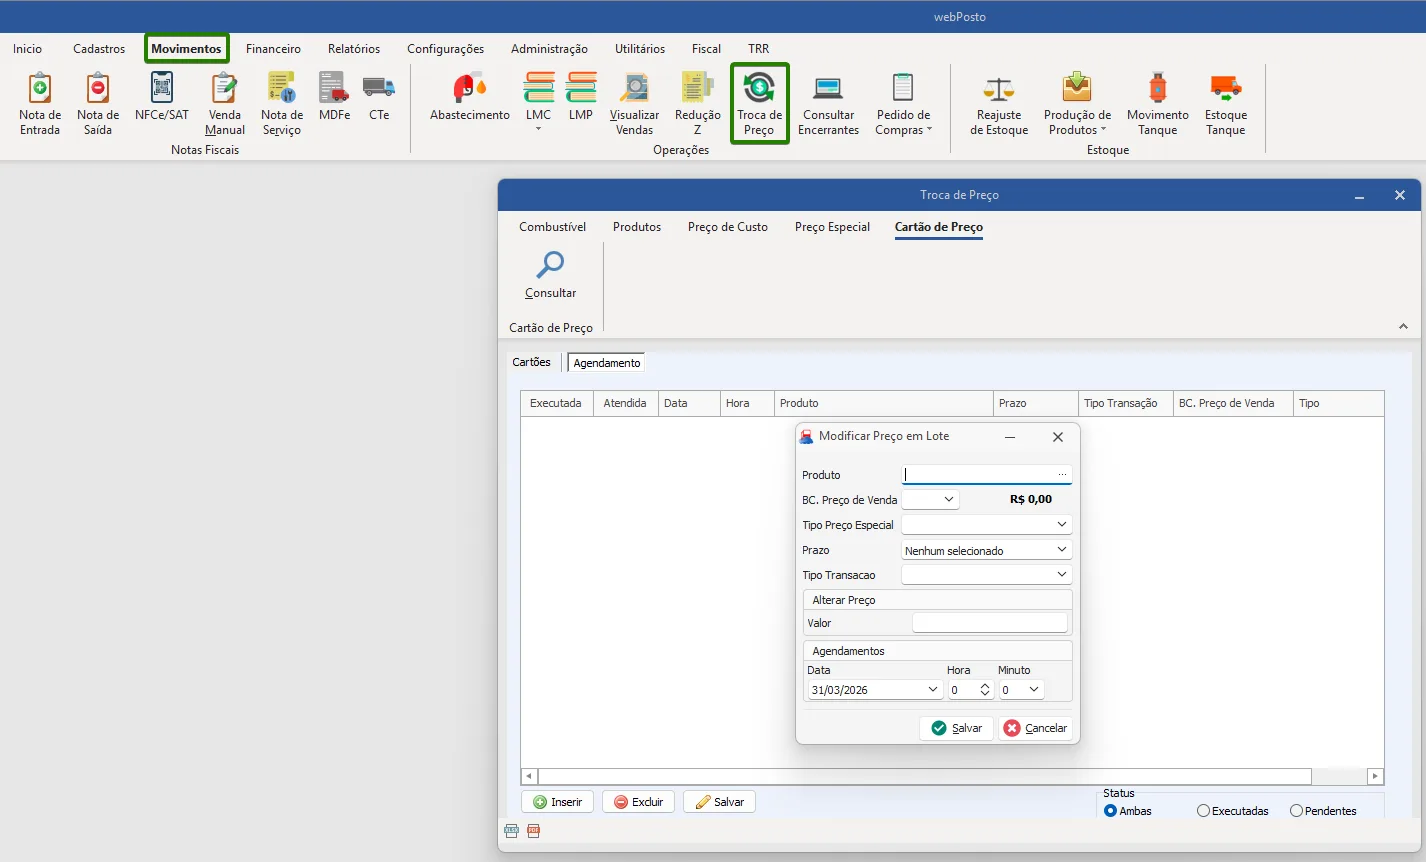 webPosto
Inicio Cadastros Movimentos Financeiro Relatórios Configurações Administração Utilitários Fiscal TRR
Nota de Entrada
Nota de Saída
NFCe/SAT
Venda Manual
Nota de Serviço
MDFe
CTe
Notas Fiscais
Abastecimento
LMC
LMP
Visualizar Vendas
Redução Z
Troca de Preço
Consultar Encerrantes
Pedido de Compras
Operações
Reajuste de Estoque
Produção de Produtos
Movimento Tanque
Estoque Tanque
Estoque
Troca de Preço
Combustível Produtos Preço de Custo Preço Especial Cartão de Preço
Consultar
Cartão de Preço
Cartões Agendamento
Executada Atendida Data Hora Produto Prazo Tipo Transação BC. Preço de Venda Tipo
Modificar Preço em Lote
Produto ...
BC. Preço de Venda R$ 0,00
Tipo Preço Especial
Prazo Nenhum selecionado
Tipo Transacao
Alterar Preço
Valor
Agendamentos
Data Hora Minuto
31/03/2026 0 0
Salvar Cancelar
Inserir Excluir Salvar
Status
Ambas Executadas Pendentes